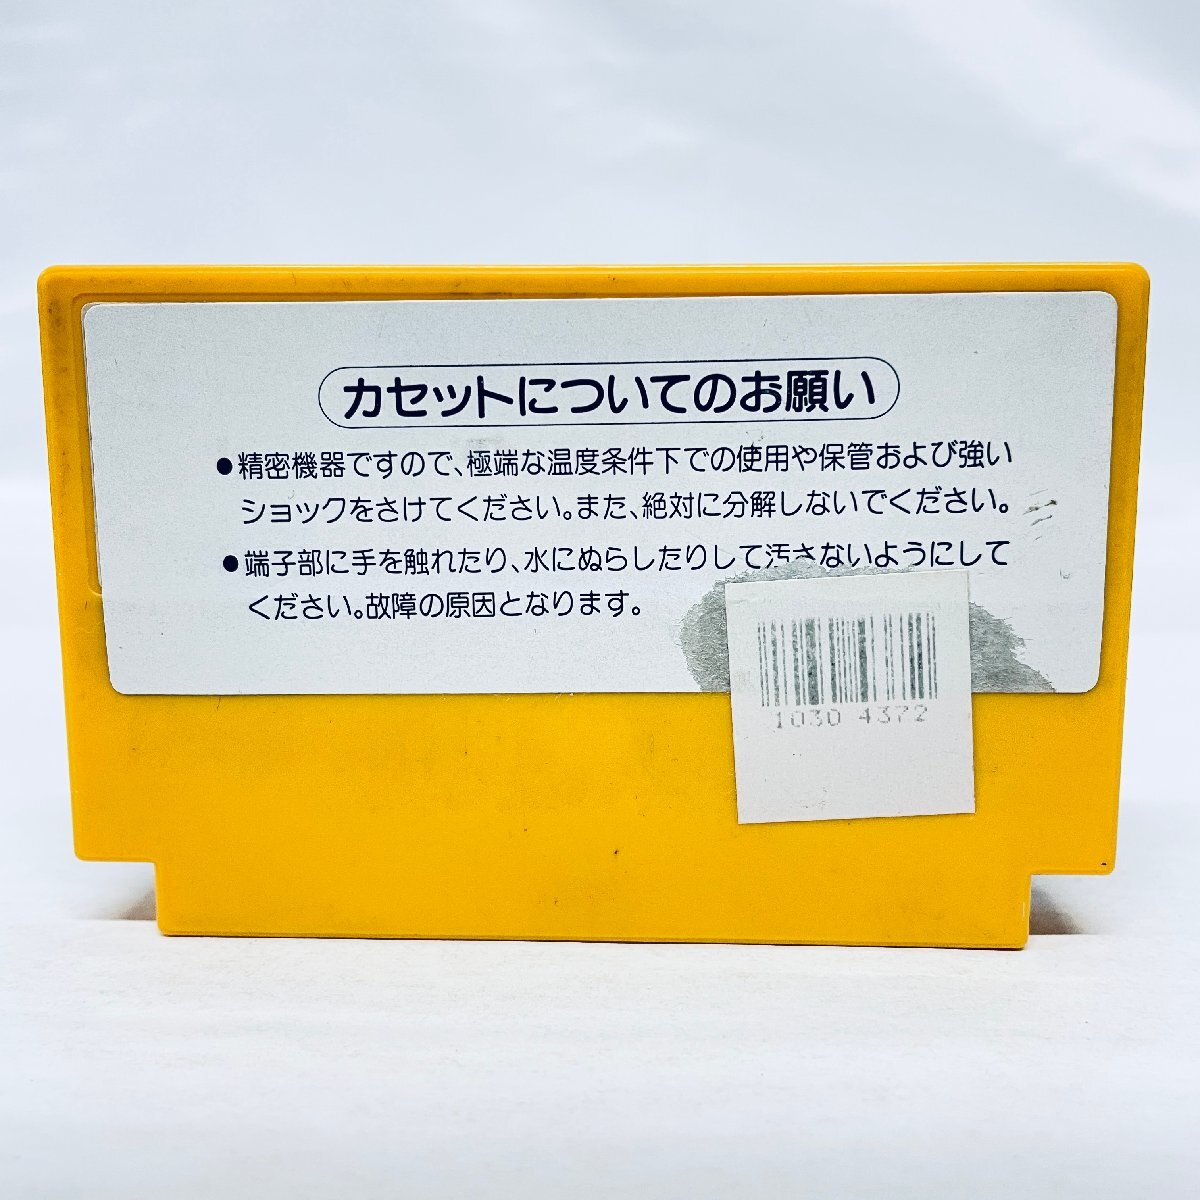 カセットについてのお願い
●精密機器ですので、極端な温度条件下での使用や保管および強い
ショックをさけてください。また、絶対に分解しないでください。
●端子部に手を触れたり、水にぬらしたりして汚さないようにして
ください。故障の原因となります。
1030 4372